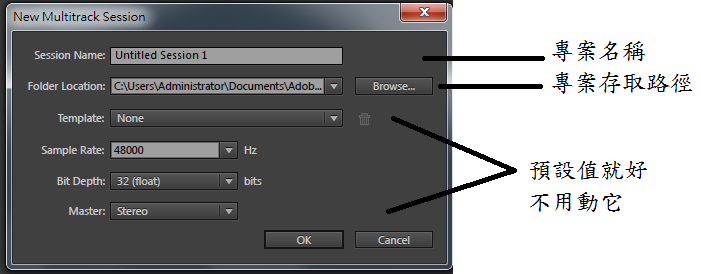 New Multitrack Session
Session Name: Untitled Session 1
專案名稱
Folder Location: C:\Users\Administrator\Documents\Adob... Browse...
專案存取路徑
Template: None
Sample Rate: 48000 Hz
預設值就好
Bit Depth: 32 (float) bits
不用動它
Master: Stereo
OK Cancel